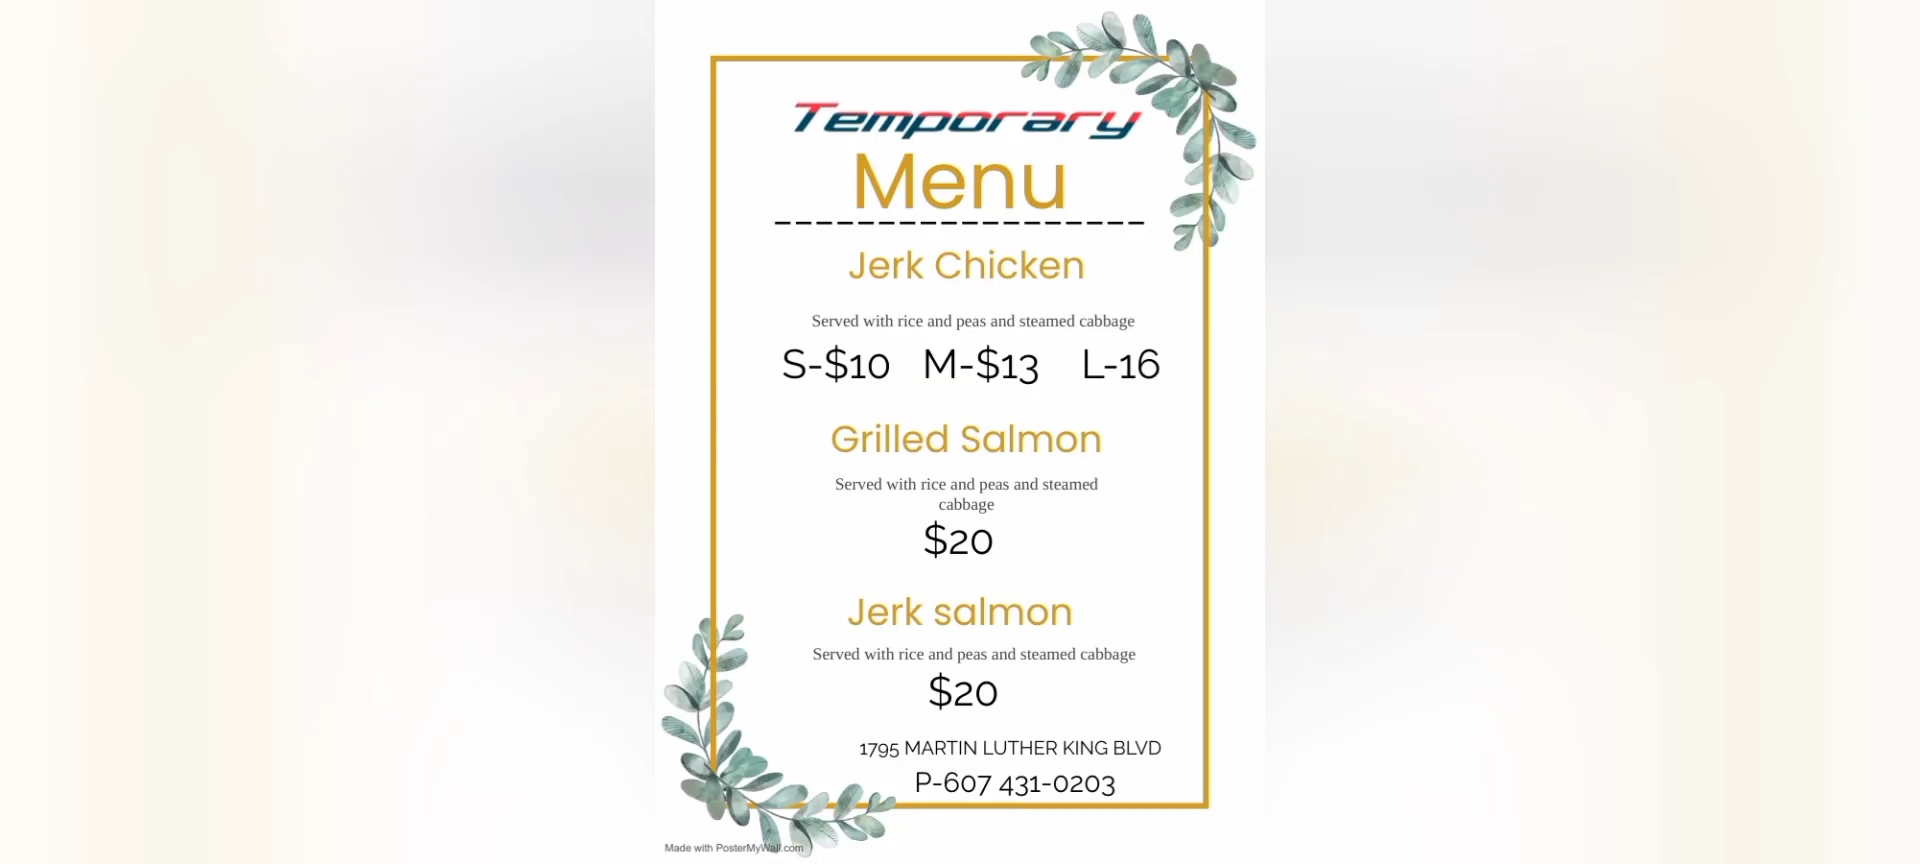 Temporary
Menu
------------------
Jerk Chicken
Served with rice and peas and steamed cabbage
S-$10 M-$13 L-16
Grilled Salmon
Served with rice and peas and steamed
cabbage
$20
Jerk salmon
Served with rice and peas and steamed cabbage
$20
1795 MARTIN LUTHER KING BLVD
P-607 431-0203
Made with PosterMyWall.com